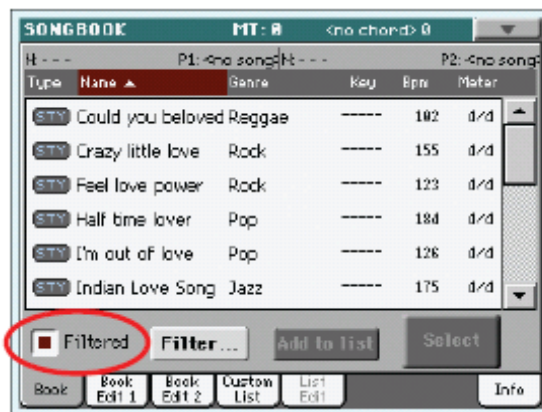 SONGBOOK MT: 0 <no chord> 0
M: - - - P1: <no song> M: - - - P2: <no song>
Type Name Genre Key Bpm Meter
STY Could you beloved Reggae ----- 102 d/d
STY Crazy little love Rock ----- 155 d/d
STY Feel love power Rock ----- 123 d/d
STY Half time lover Pop ----- 184 d/d
STY I'm out of love Pop ----- 126 d/d
STY Indian Love Song Jazz ----- 175 d/d
Filtered Filter... Add to list Select
Book Book Edit 1 Book Edit 2 Custom List List Edit Info